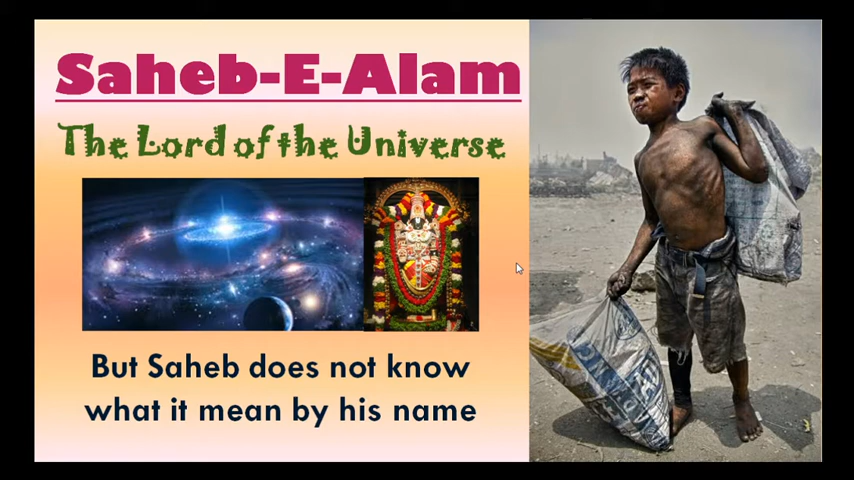 Saheb-E-Alam
The Lord of the Universe
But Saheb does not know
what it mean by his name